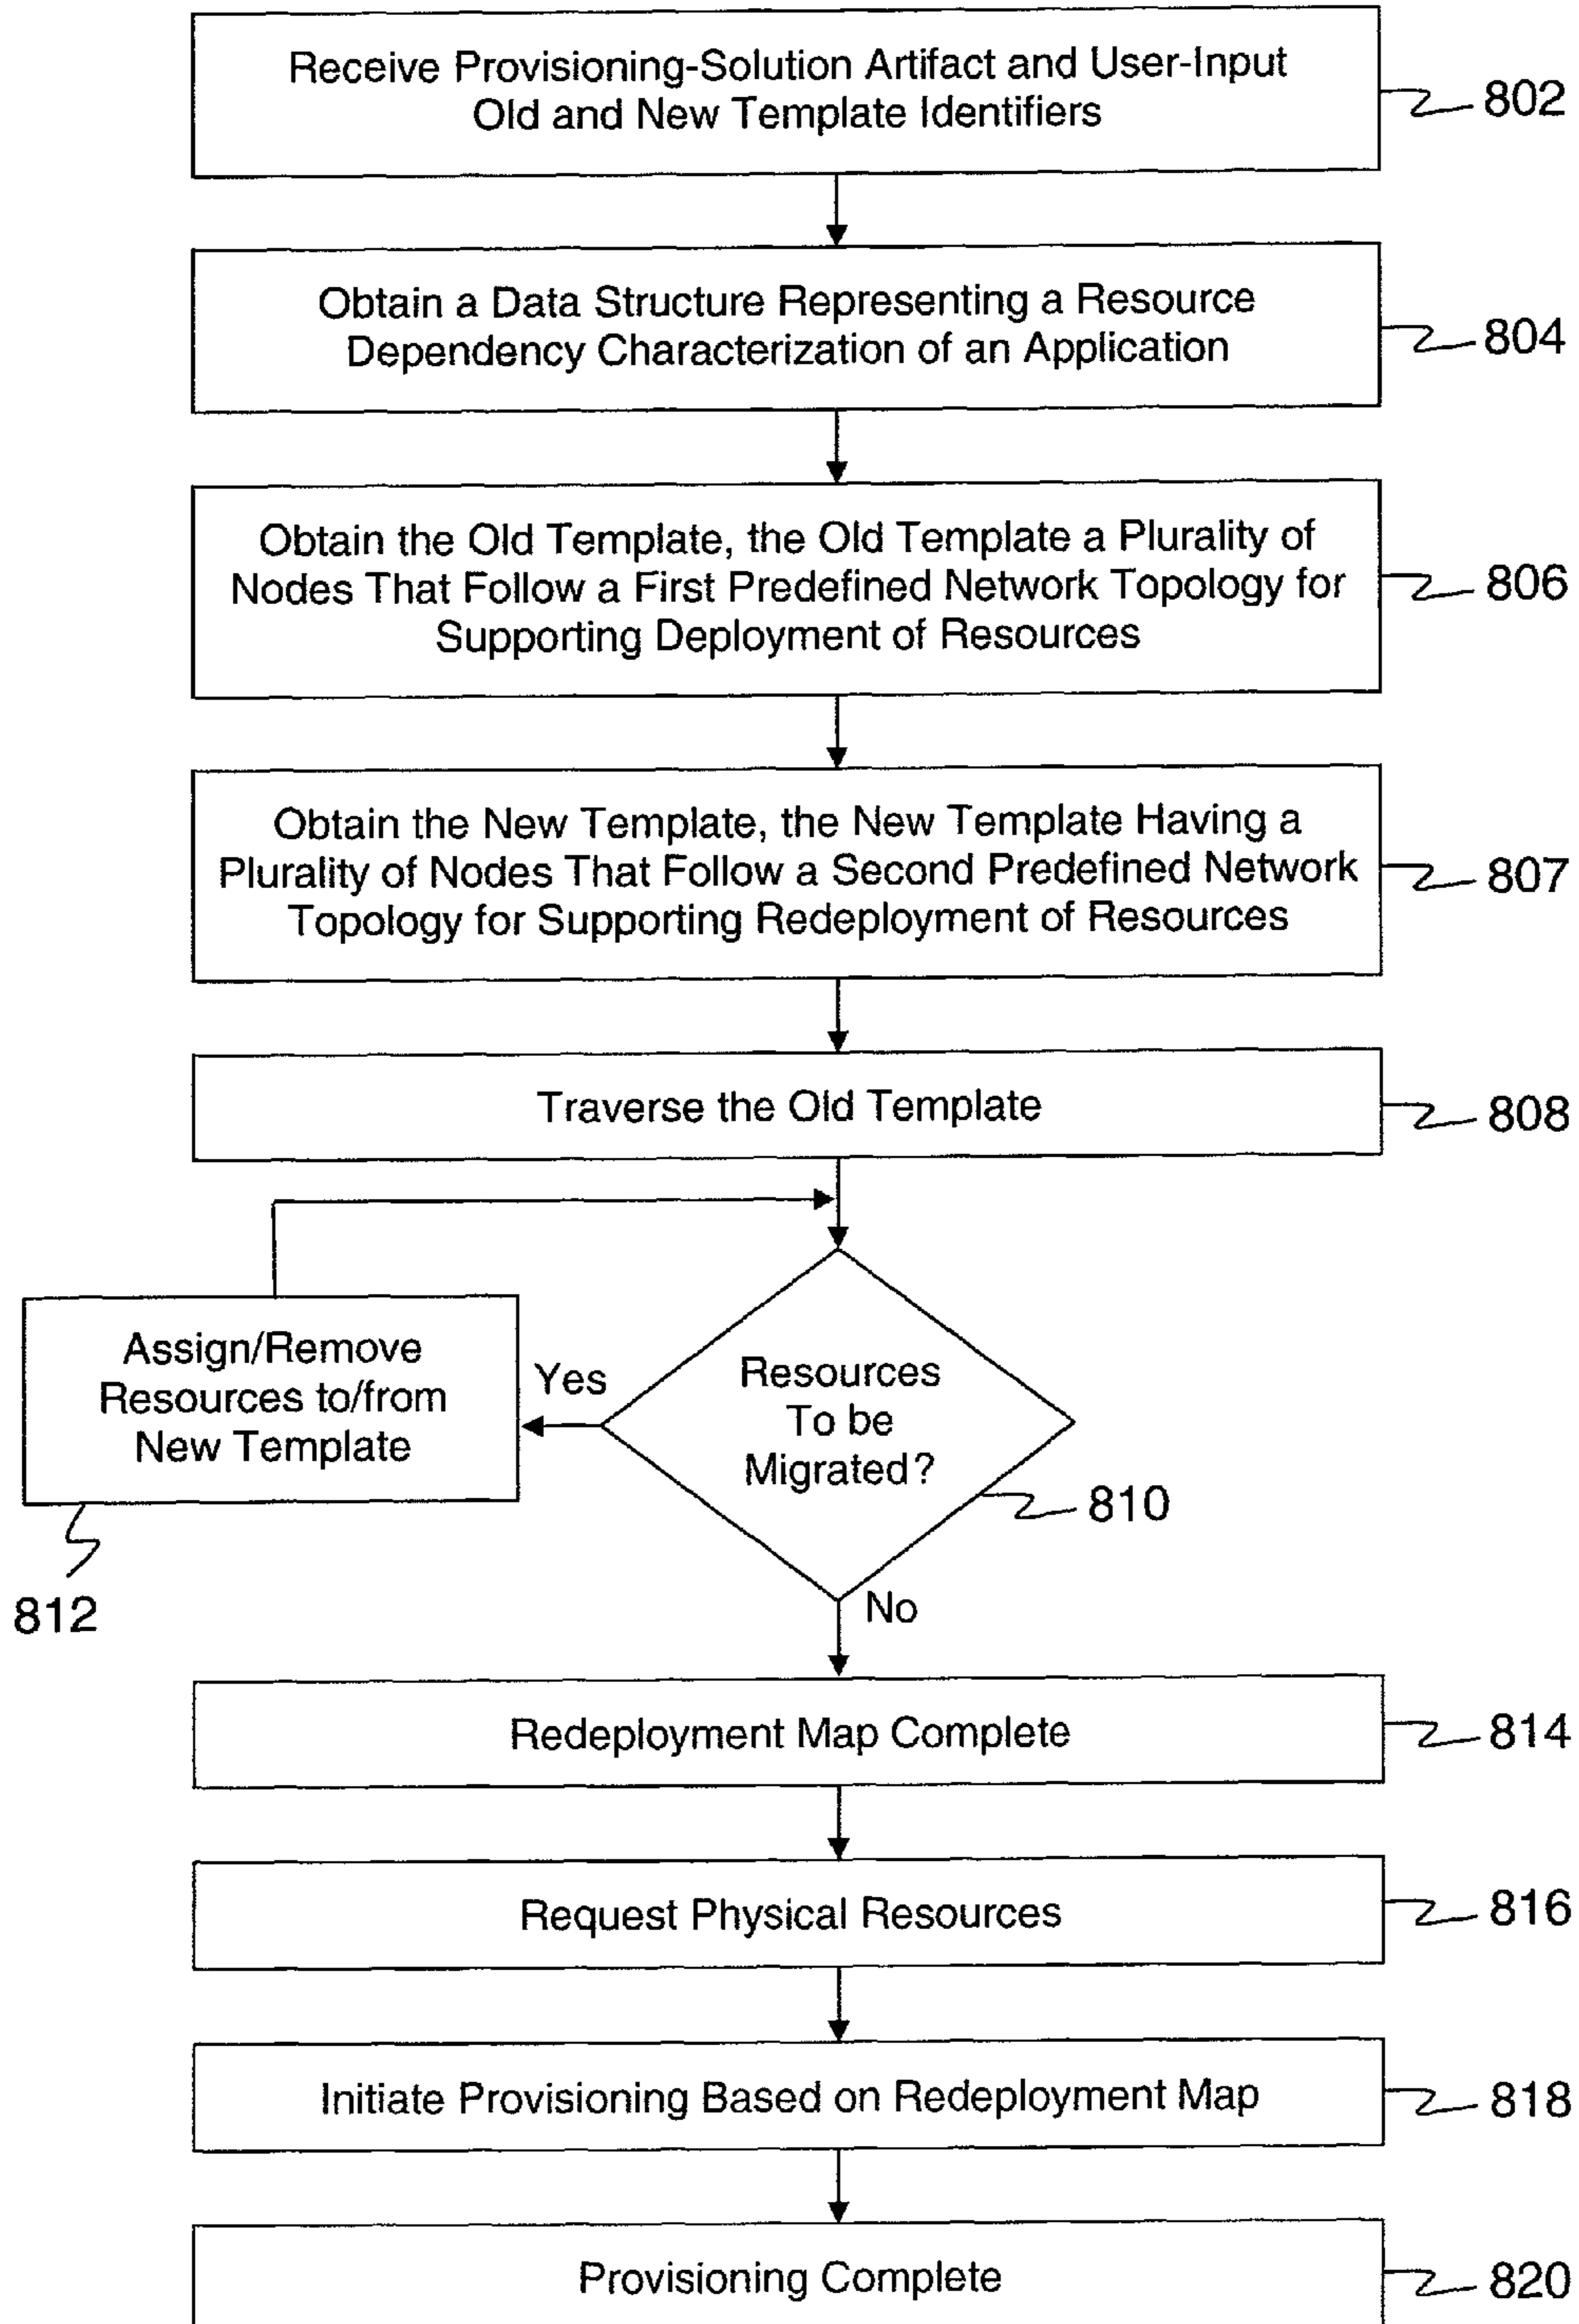 Receive Provisioning-Solution Artifact and User-Input
Old and New Template Identifiers
802
Obtain a Data Structure Representing a Resource
Dependency Characterization of an Application
804
Obtain the Old Template, the Old Template a Plurality of
Nodes That Follow a First Predefined Network Topology for
Supporting Deployment of Resources
806
Obtain the New Template, the New Template Having a
Plurality of Nodes That Follow a Second Predefined Network
Topology for Supporting Redeployment of Resources
807
Traverse the Old Template
808
Assign/Remove
Resources to/from
New Template
812
Yes
Resources
To be
Migrated?
810
No
Redeployment Map Complete
814
Request Physical Resources
816
Initiate Provisioning Based on Redeployment Map
818
Provisioning Complete
820